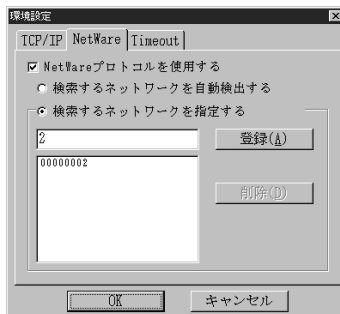 環境設定
TCP/IP NetWare Timeout
NetWareプロトコルを使用する
検索するネットワークを自動検出する
検索するネットワークを指定する
2 登録(A)
00000002
削除(D)
OK キャンセル